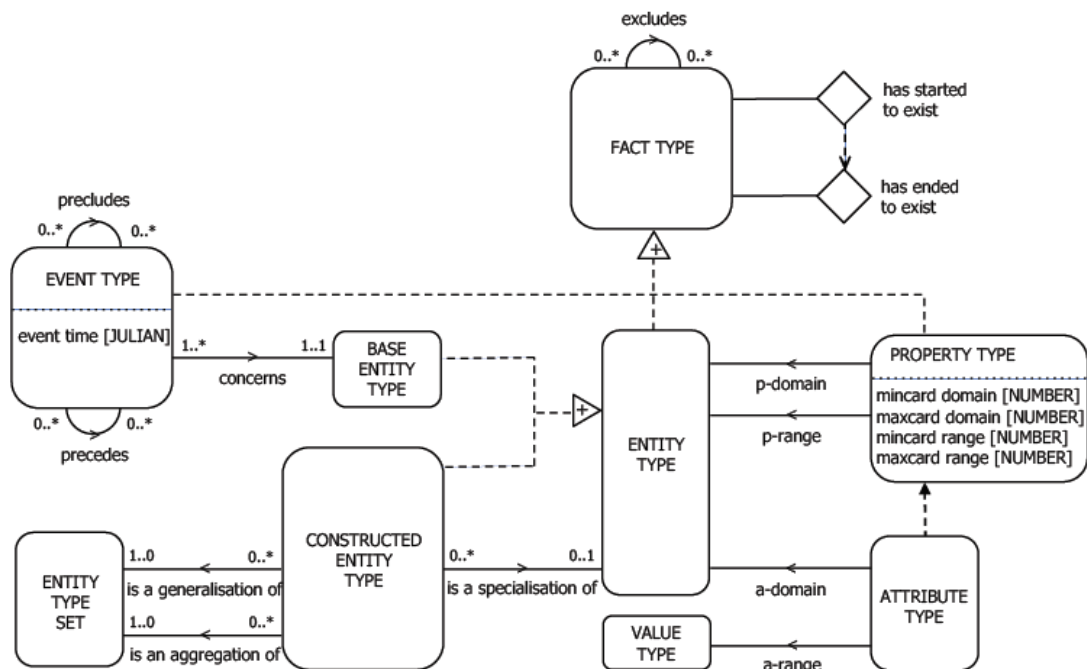 excludes
0..* 0..*
FACT TYPE
has started
to exist
has ended
to exist
+
precludes
0..* 0..*
EVENT TYPE
event time [JULIAN]
1..* 1..1
concerns
0..* 0..*
precedes
BASE
ENTITY
TYPE
+
ENTITY
TYPE
p-domain
p-range
PROPERTY TYPE
mincard domain [NUMBER]
maxcard domain [NUMBER]
mincard range [NUMBER]
maxcard range [NUMBER]
ENTITY
TYPE
SET
1..0 0..*
is a generalisation of
1..0 0..*
is an aggregation of
CONSTRUCTED
ENTITY
TYPE
0..* 0..1
is a specialisation of
a-domain
ATTRIBUTE
TYPE
VALUE
TYPE
a-range